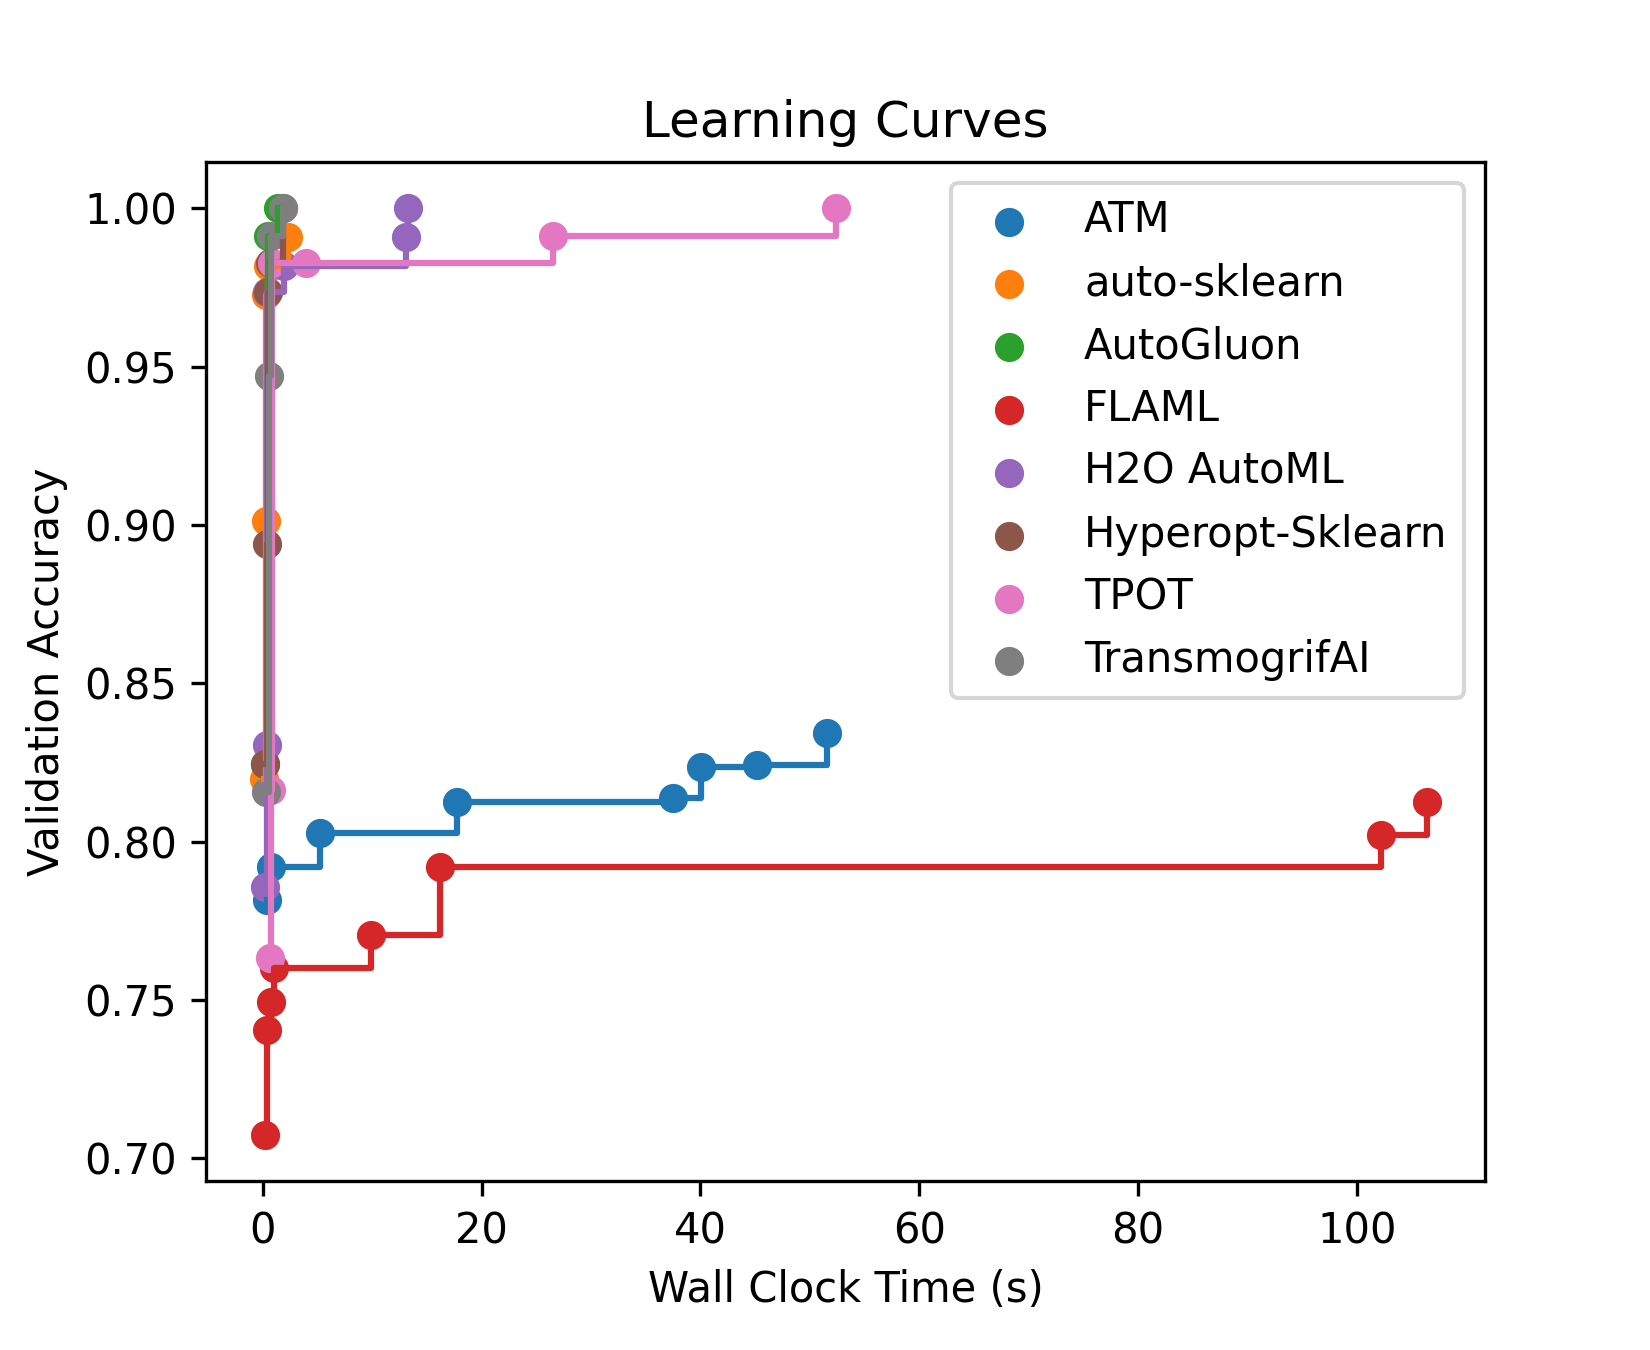 Learning Curves
1.00
0.95
0.90
0.85
0.80
0.75
0.70
Validation Accuracy
ATM
auto-sklearn
AutoGluon
FLAML
H2O AutoML
Hyperopt-Sklearn
TPOT
TransmogrifAI
0 20 40 60 80 100
Wall Clock Time (s)